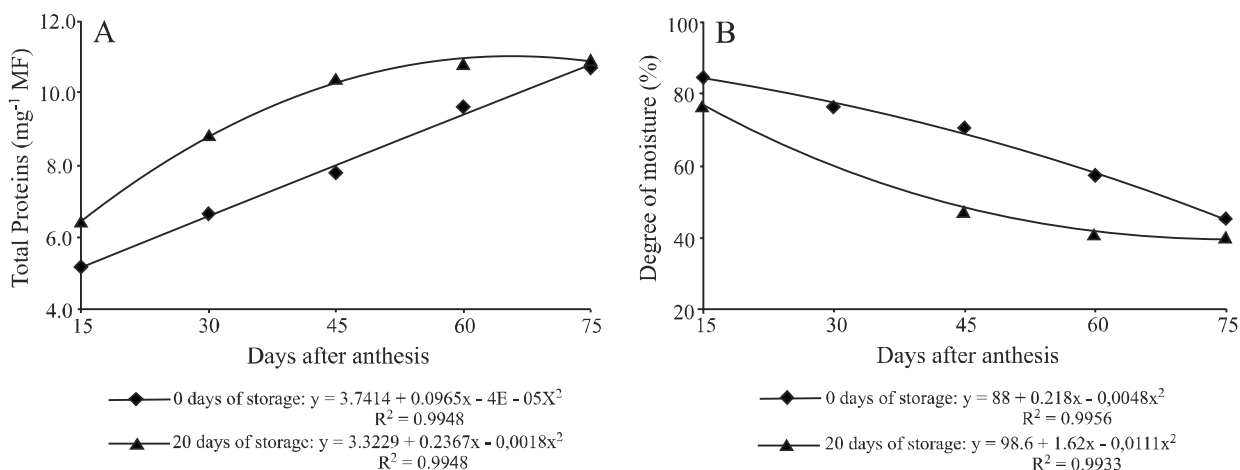 A
12.0
10.0
8.0
6.0
4.0
Total Proteins (mg⁻¹ MF)
15 30 45 60 75
Days after anthesis
0 days of storage: y = 3.7414 + 0.0965x - 4E - 05X²
R² = 0.9948
20 days of storage: y = 3.3229 + 0.2367x - 0,0018x²
R² = 0.9948
B
100
80
60
40
20
Degree of moisture (%)
15 45 60 75
Days after anthesis
0 days of storage: y = 88 + 0.218x - 0,0048x²
R² = 0.9956
20 days of storage: y = 98.6 + 1.62x - 0,0111x²
R² = 0.9933